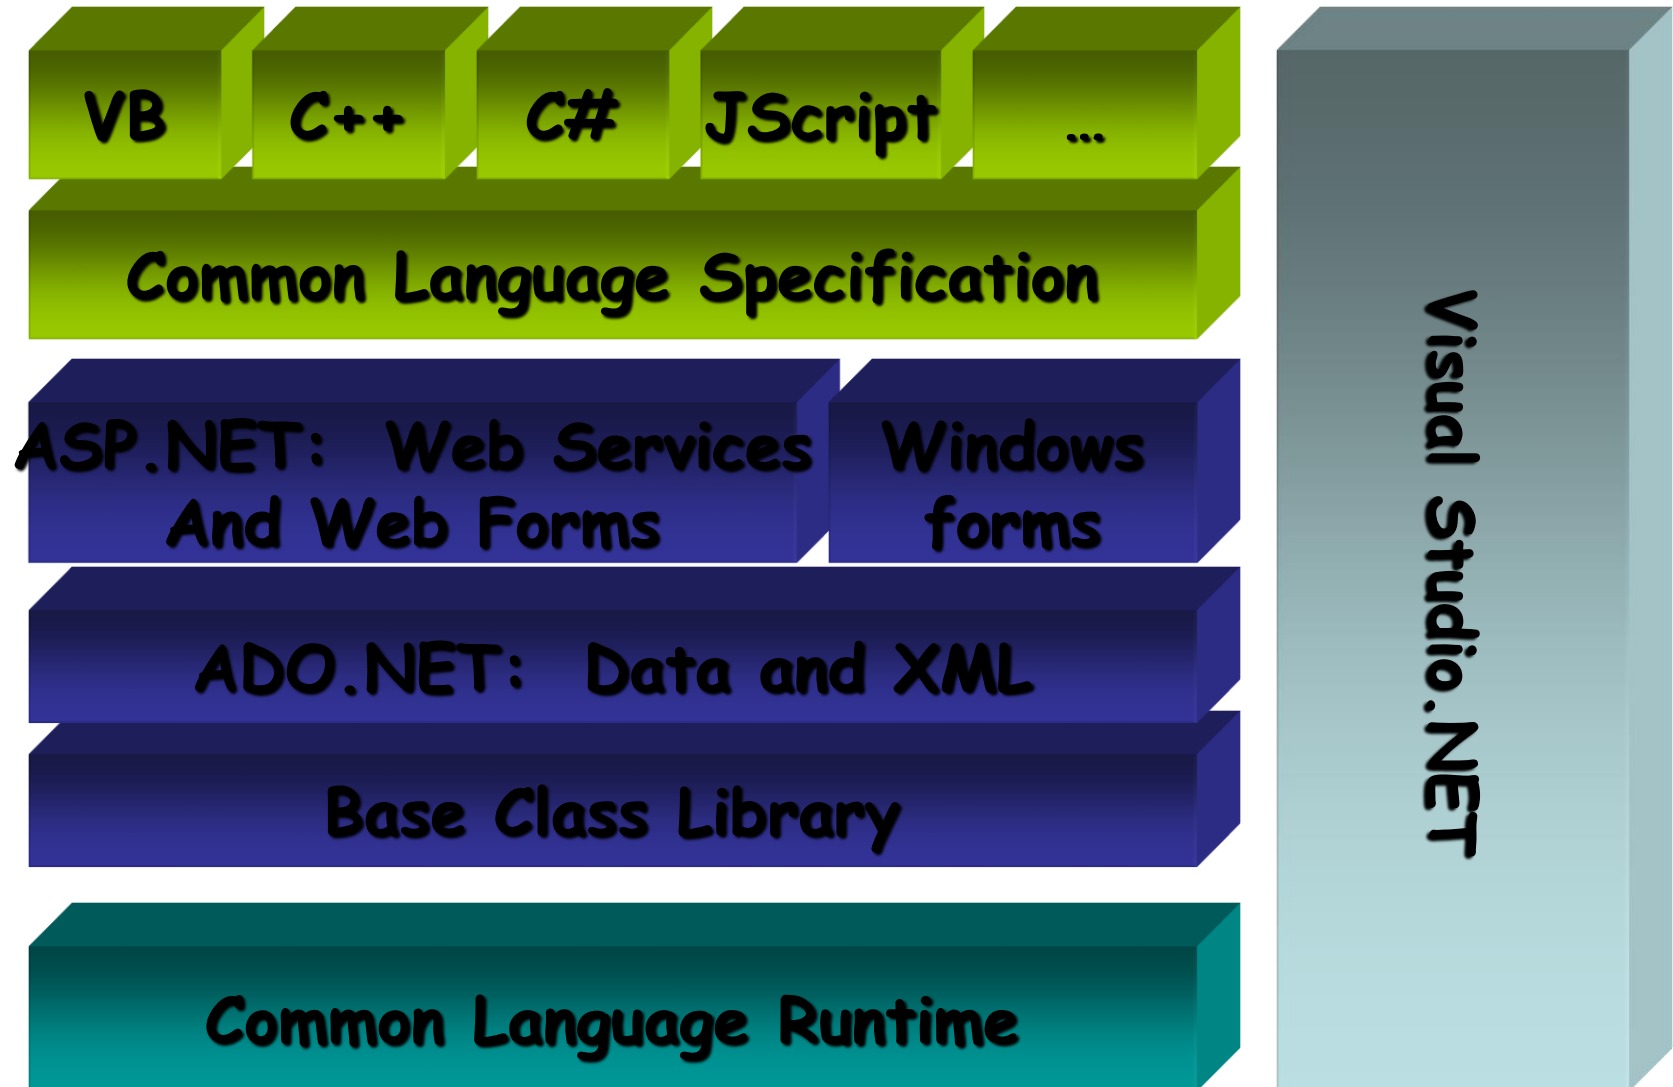 VB
C++
C#
JScript
...
Common Language Specification
ASP.NET: Web Services
And Web Forms
Windows
forms
ADO.NET: Data and XML
Base Class Library
Common Language Runtime
Visual Studio.NET